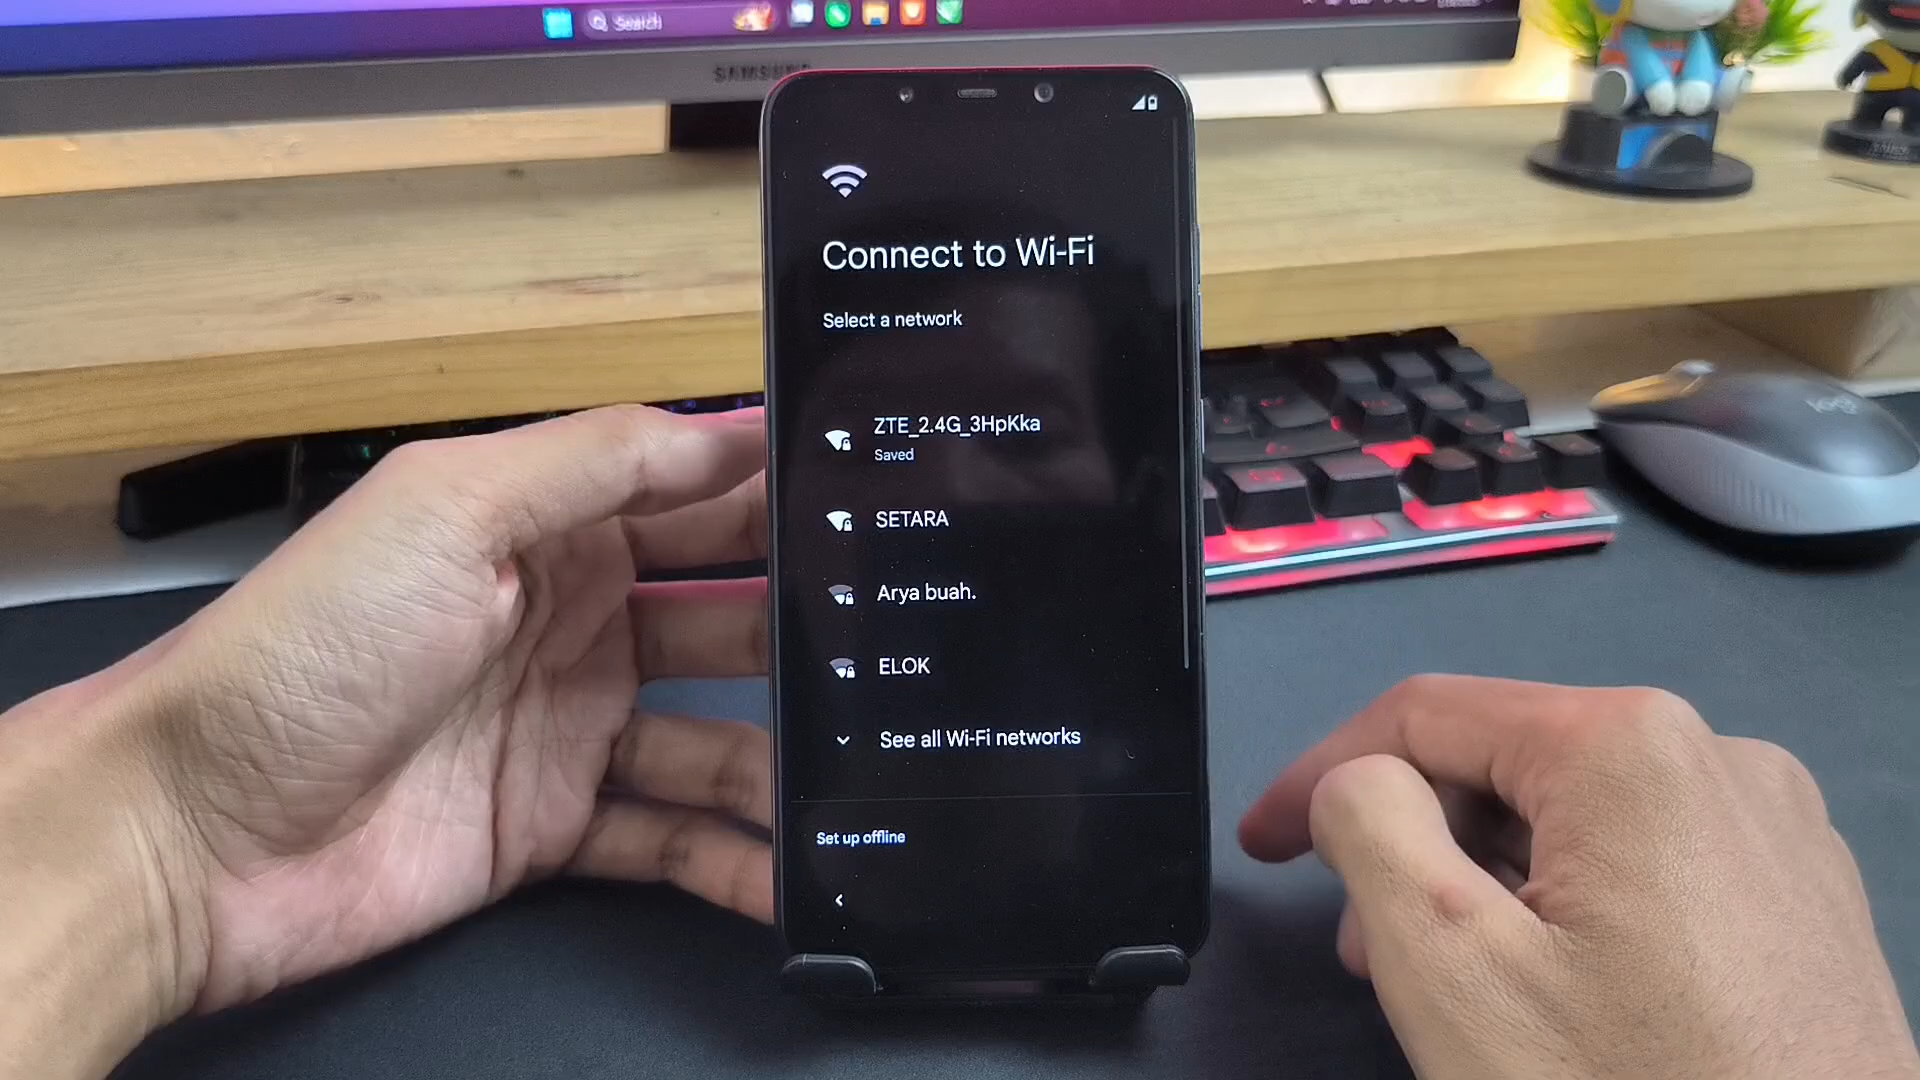 Search
SAMSUNG
Connect to Wi-Fi
Select a network
ZTE_2.4G_3HpKka
Saved
SETARA
Arya buah.
ELOK
See all Wi-Fi networks
Set up offline
logi